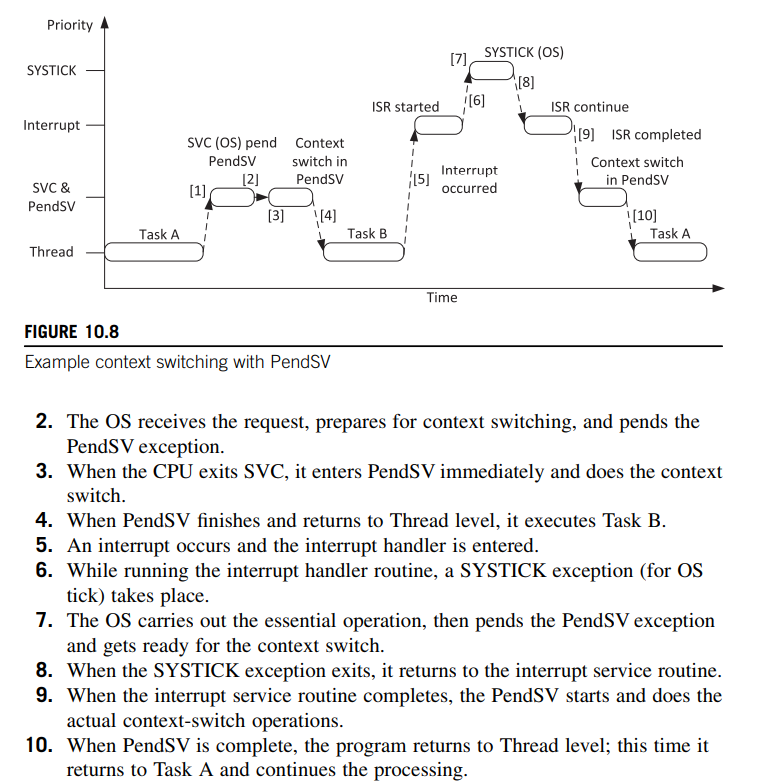 Priority
SYSTICK
Interrupt
SVC &
PendSV
Thread
Task A
[1]
SVC (OS) pend
PendSV
[2]
[3]
Context
switch in
PendSV
[4]
Task B
[5]
Interrupt
occurred
ISR started
[6]
[7]
SYSTICK (OS)
[8]
ISR continue
[9]
ISR completed
Context switch
in PendSV
[10]
Task A
Time
FIGURE 10.8
Example context switching with PendSV
2. The OS receives the request, prepares for context switching, and pends the
PendSV exception.
3. When the CPU exits SVC, it enters PendSV immediately and does the context
switch.
4. When PendSV finishes and returns to Thread level, it executes Task B.
5. An interrupt occurs and the interrupt handler is entered.
6. While running the interrupt handler routine, a SYSTICK exception (for OS
tick) takes place.
7. The OS carries out the essential operation, then pends the PendSV exception
and gets ready for the context switch.
8. When the SYSTICK exception exits, it returns to the interrupt service routine.
9. When the interrupt service routine completes, the PendSV starts and does the
actual context-switch operations.
10. When PendSV is complete, the program returns to Thread level; this time it
returns to Task A and continues the processing.